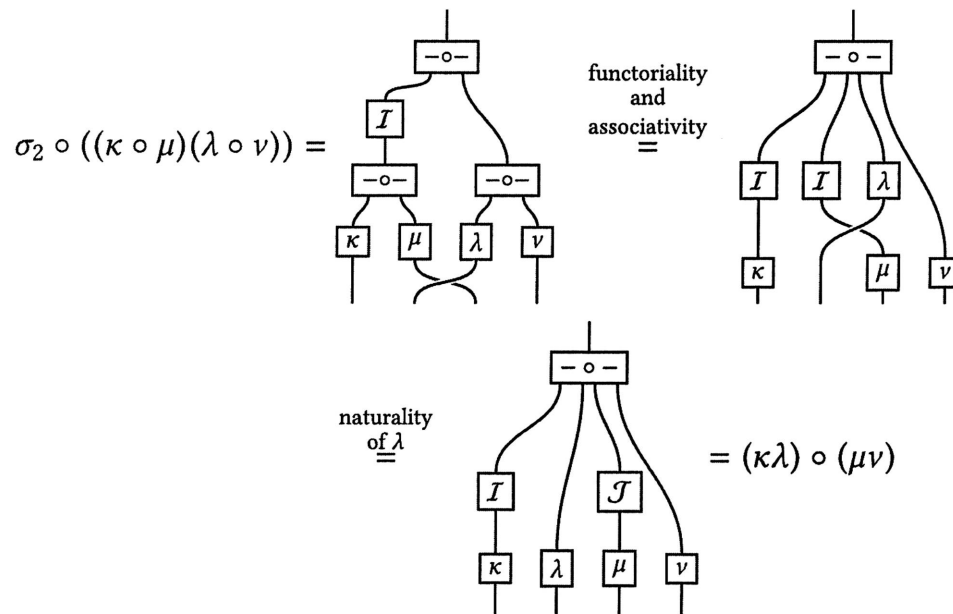 −∘−
functoriality
and
associativity
=
−∘−
σ₂ ∘ ((κ ∘ μ)(λ ∘ ν)) =
I
−∘− −∘−
I I λ
κ μ λ ν
κ μ ν
−∘−
naturality
of λ
=
= (κλ) ∘ (μν)
I 𝒥
κ λ μ ν